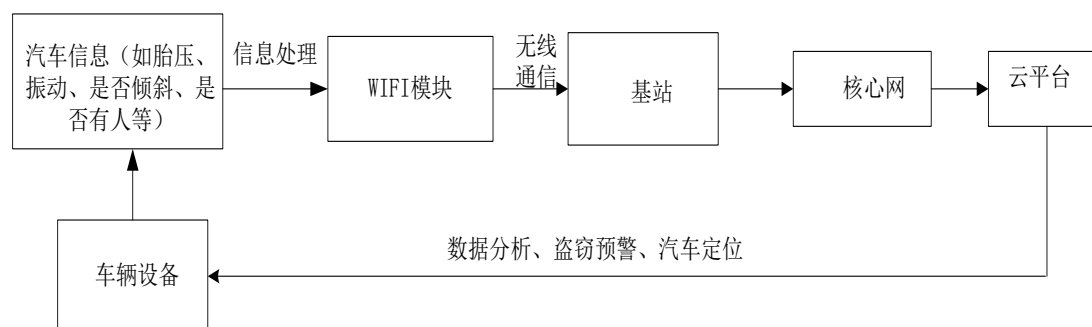 汽车信息（如胎压、
振动、是否倾斜、是
否有人等）
信息处理
WIFI模块
无线
通信
基站
核心网
云平台
数据分析、盗窃预警、汽车定位
车辆设备